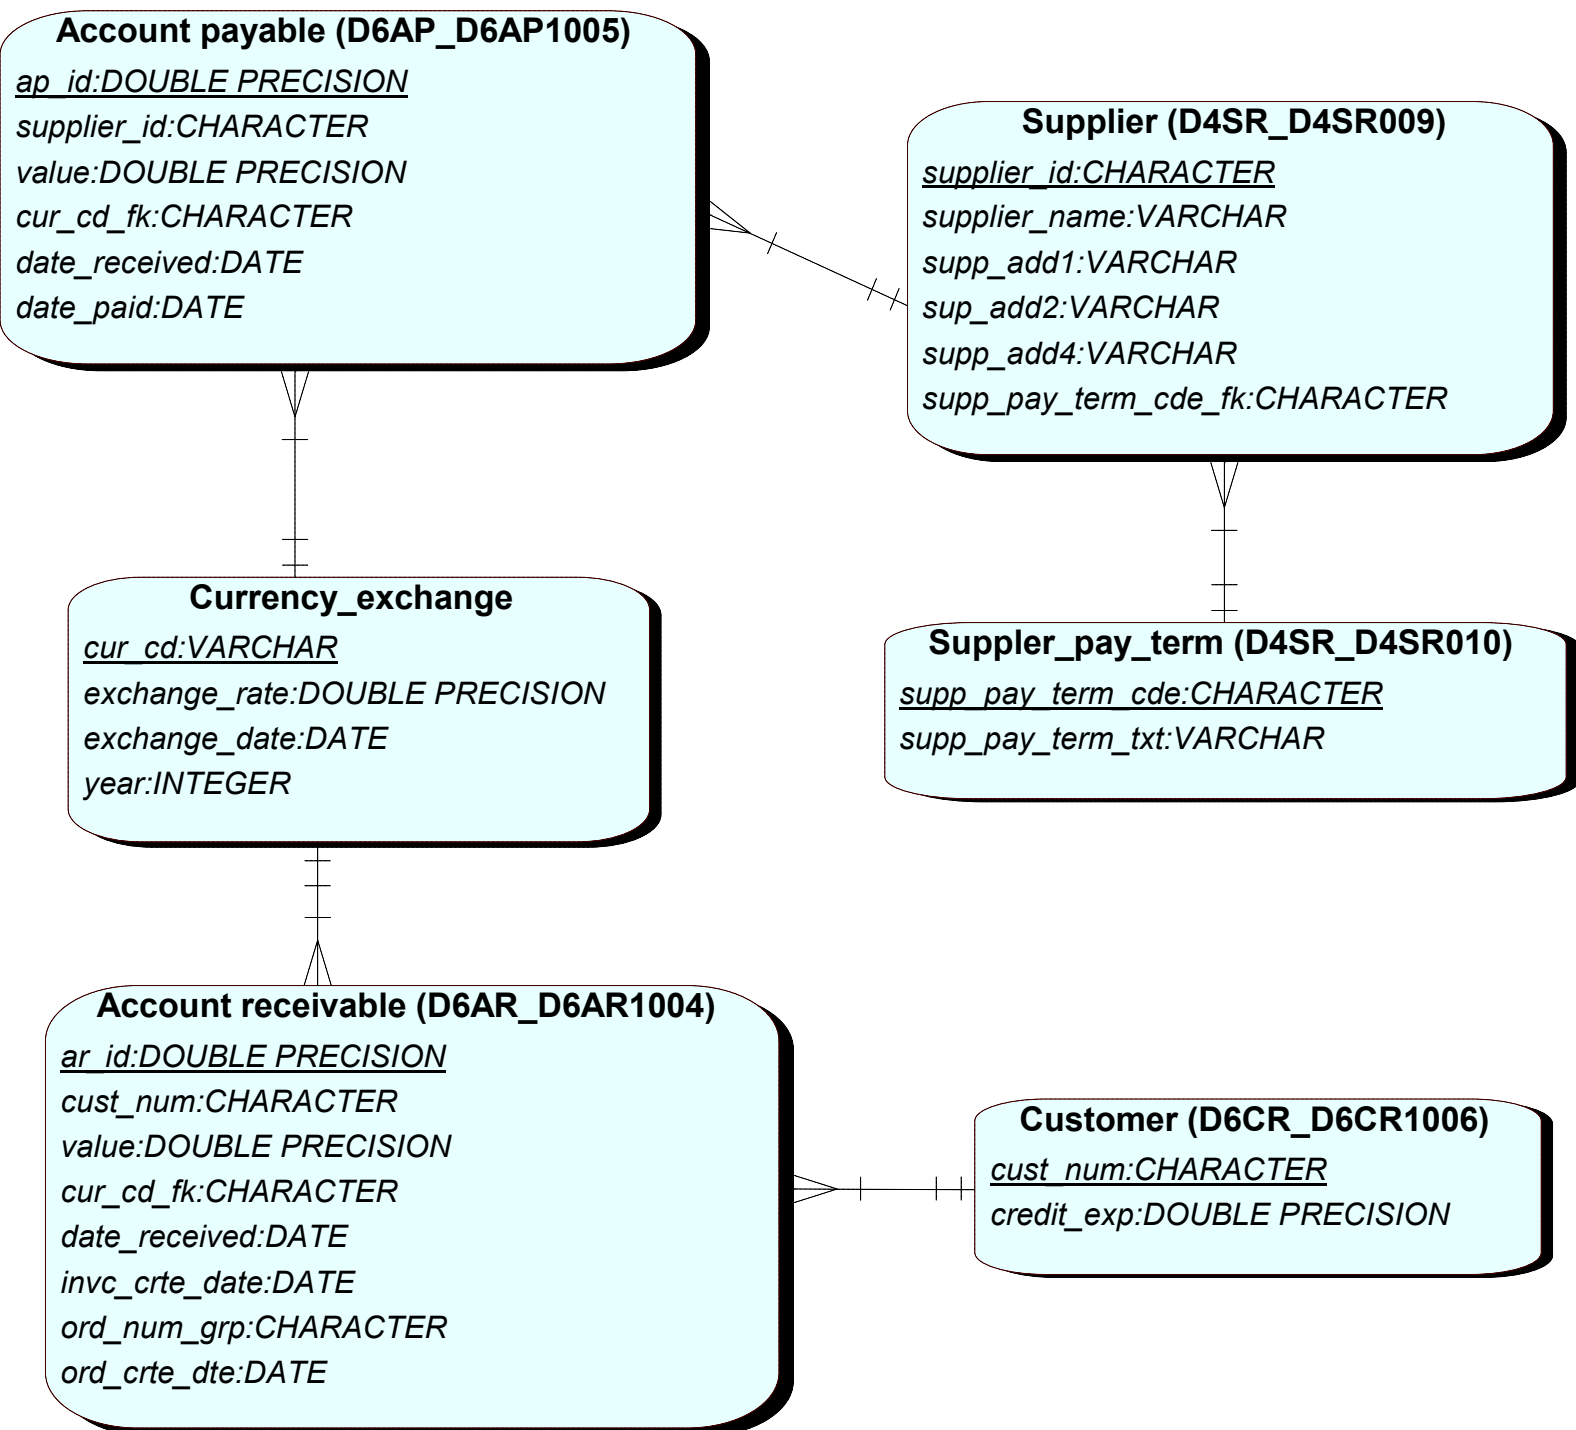 Account payable (D6AP_D6AP1005)
ap_id:DOUBLE PRECISION
supplier_id:CHARACTER
value:DOUBLE PRECISION
cur_cd_fk:CHARACTER
date_received:DATE
date_paid:DATE
Supplier (D4SR_D4SR009)
supplier_id:CHARACTER
supplier_name:VARCHAR
supp_add1:VARCHAR
sup_add2:VARCHAR
supp_add4:VARCHAR
supp_pay_term_cde_fk:CHARACTER
Currency_exchange
cur_cd:VARCHAR
exchange_rate:DOUBLE PRECISION
exchange_date:DATE
year:INTEGER
Suppler_pay_term (D4SR_D4SR010)
supp_pay_term_cde:CHARACTER
supp_pay_term_txt:VARCHAR
Account receivable (D6AR_D6AR1004)
ar_id:DOUBLE PRECISION
cust_num:CHARACTER
value:DOUBLE PRECISION
cur_cd_fk:CHARACTER
date_received:DATE
invc_crte_date:DATE
ord_num_grp:CHARACTER
ord_crte_dte:DATE
Customer (D6CR_D6CR1006)
cust_num:CHARACTER
credit_exp:DOUBLE PRECISION